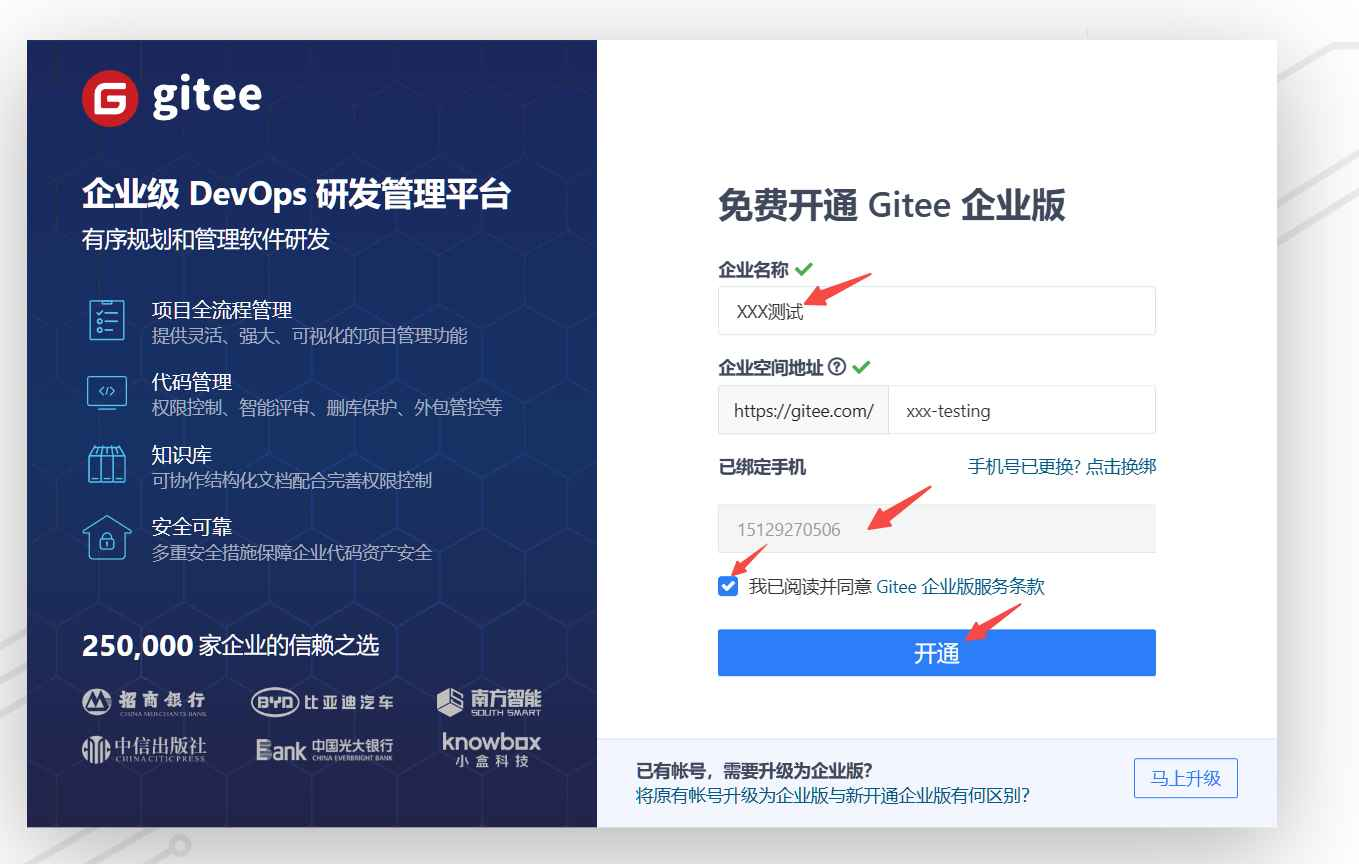 gitee
企业级 DevOps 研发管理平台
有序规划和管理软件研发
项目全流程管理
提供灵活、强大、可视化的项目管理功能
代码管理
权限控制、智能评审、删库保护、外包管控等
知识库
可协作结构化文档配合完善权限控制
安全可靠
多重安全措施保障企业代码资产安全
250,000 家企业的信赖之选
招商银行
CHINA MERCHANTS BANK
BYD 比亚迪汽车
南方智能
SOUTH SMART
中信出版社
CHINA CITIC PRESS
Bank 中国光大银行
CHINA EVERBRIGHT BANK
knowbox
小盒科技
免费开通 Gitee 企业版
企业名称
XXX测试
企业空间地址
https://gitee.com/ xxx-testing
已绑定手机 手机号已更换? 点击换绑
15129270506
我已阅读并同意 Gitee 企业版服务条款
开通
已有帐号，需要升级为企业版?
将原有帐号升级为企业版与新开通企业版有何区别?
马上升级